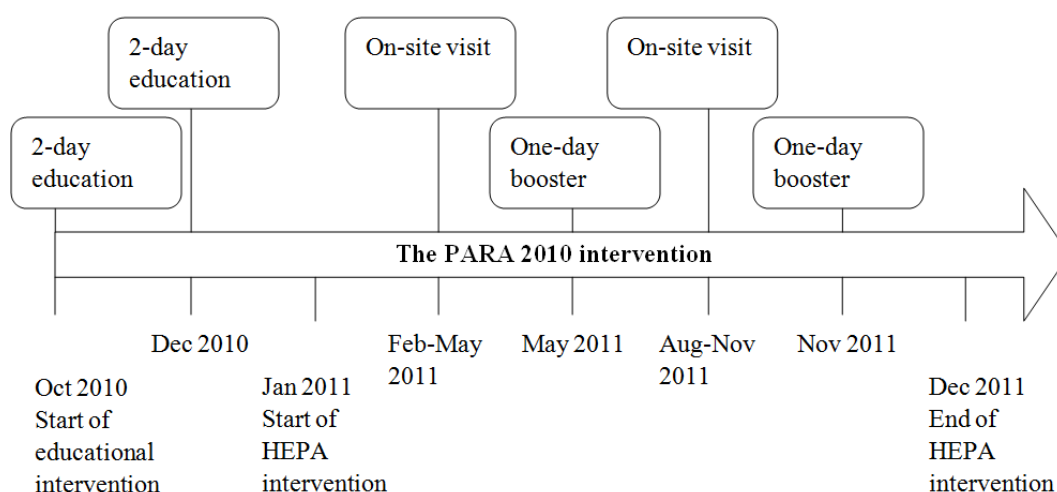 2-day
education
On-site visit
On-site visit
2-day
education
One-day
booster
One-day
booster
The PARA 2010 intervention
Dec 2010
Feb-May
2011
May 2011
Aug-Nov
2011
Nov 2011
Oct 2010
Start of
educational
intervention
Jan 2011
Start of
HEPA
intervention
Dec 2011
End of
HEPA
intervention